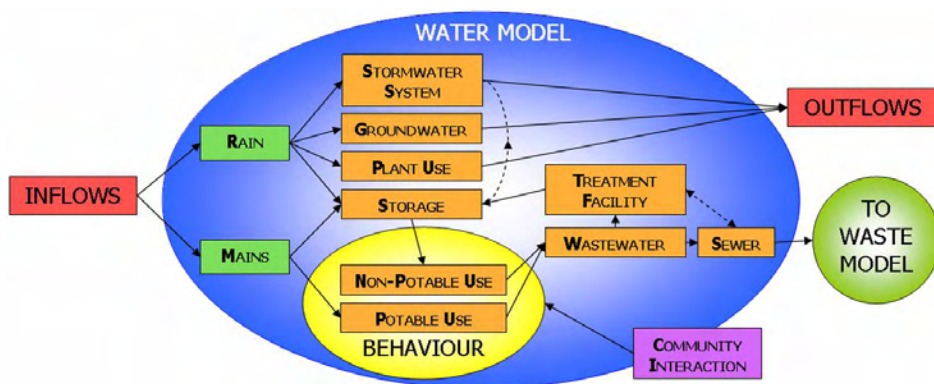 WATER MODEL
STORMWATER
SYSTEM
GROUNDWATER
PLANT USE
STORAGE
RAIN
MAINS
INFLOWS
OUTFLOWS
TREATMENT
FACILITY
WASTEWATER
SEWER
TO
WASTE
MODEL
NON-POTABLE USE
POTABLE USE
BEHAVIOUR
COMMUNITY
INTERACTION